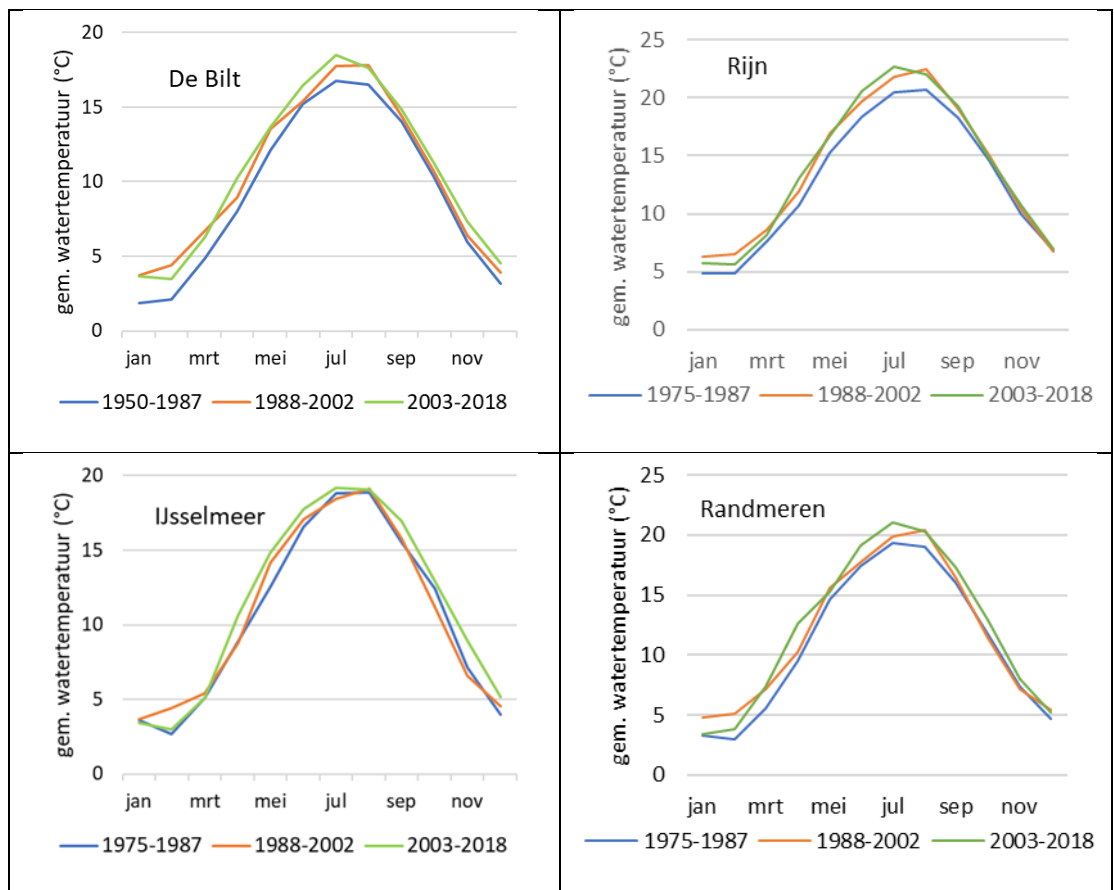 De Bilt
gem. watertemperatuur (°C)
20
15
10
5
0
jan mrt mei jul sep nov
1950-1987 1988-2002 2003-2018
Rijn
gem. watertemperatuur (°C)
25
20
15
10
5
0
jan mrt mei jul sep nov
1975-1987 1988-2002 2003-2018
IJsselmeer
gem. watertemperatuur (°C)
20
15
10
5
0
jan mrt mei jul sep nov
1975-1987 1988-2002 2003-2018
Randmeren
gem. watertemperatuur (°C)
25
20
15
10
5
0
jan mrt mei jul sep nov
1975-1987 1988-2002 2003-2018